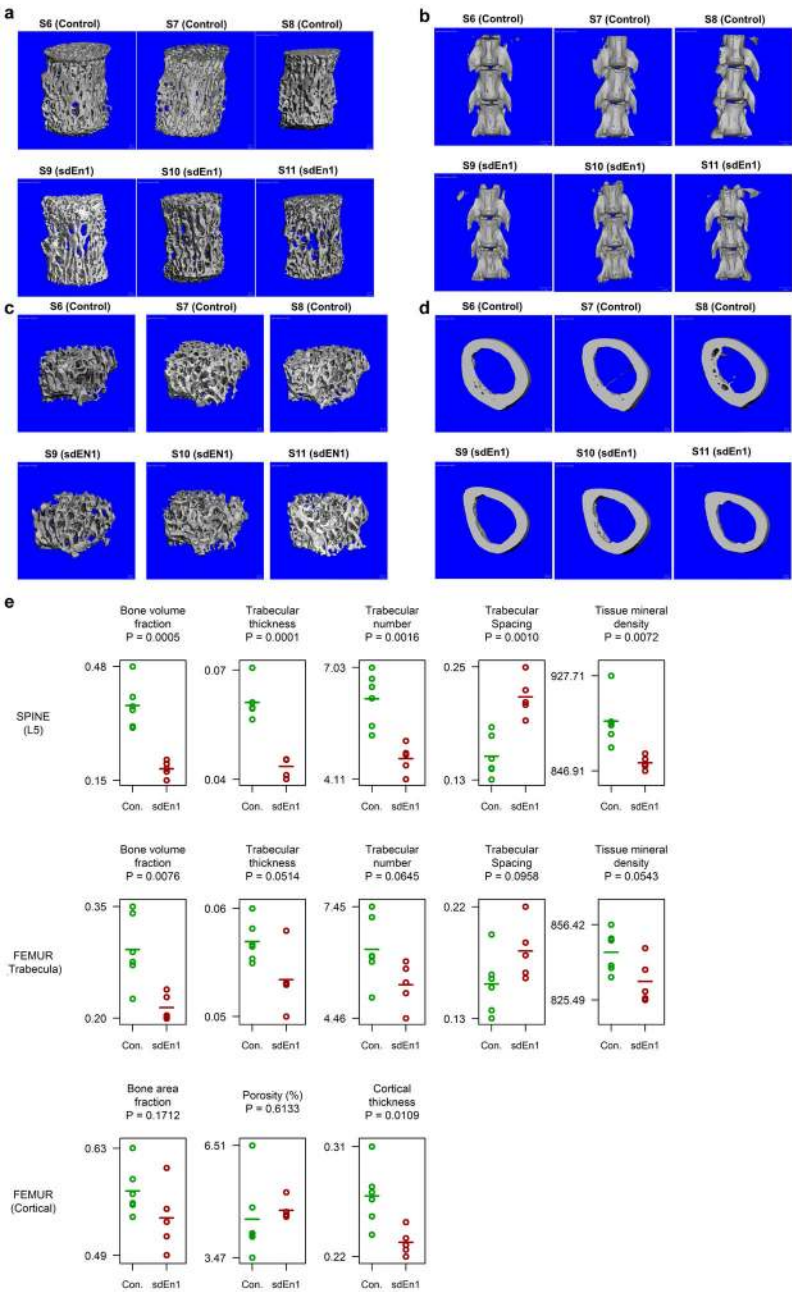 a
S6 (Control) S7 (Control) S8 (Control)
S9 (sdEn1) S10 (sdEn1) S11 (sdEn1)
b
S6 (Control) S7 (Control) S8 (Control)
S9 (sdEn1) S10 (sdEn1) S11 (sdEn1)
c
S6 (Control) S7 (Control) S8 (Control)
S9 (sdEN1) S10 (sdEN1) S11 (sdEN1)
d
S6 (Control) S7 (Control) S8 (Control)
S9 (sdEn1) S10 (sdEn1) S11 (sdEn1)
e
SPINE
(L5)
Bone volume
fraction
P = 0.0005
0.48
0.15
Con. sdEn1
Trabecular
thickness
P = 0.0001
0.07
0.04
Con. sdEn1
Trabecular
number
P = 0.0016
7.03
4.11
Con. sdEn1
Trabecular
Spacing
P = 0.0010
0.25
0.13
Con. sdEn1
Tissue mineral
density
P = 0.0072
927.71
846.91
Con. sdEn1
FEMUR
Trabecula)
Bone volume
fraction
P = 0.0076
0.35
0.20
Con. sdEn1
Trabecular
thickness
P = 0.0514
0.06
0.05
Con. sdEn1
Trabecular
number
P = 0.0645
7.45
4.46
Con. sdEn1
Trabecular
Spacing
P = 0.0958
0.22
0.13
Con. sdEn1
Tissue mineral
density
P = 0.0543
856.42
825.49
Con. sdEn1
FEMUR
(Cortical)
Bone area
fraction
P = 0.1712
0.63
0.49
Con. sdEn1
Porosity (%)
P = 0.6133
6.51
3.47
Con. sdEn1
Cortical
thickness
P = 0.0109
0.31
0.22
Con. sdEn1